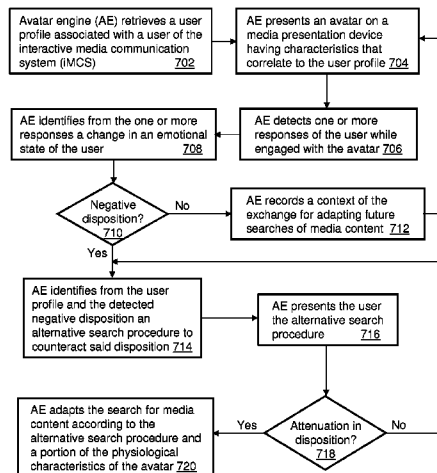 Avatar engine (AE) retrieves a user
profile associated with a user of the
interactive media communication
system (iMCS) 702
AE presents an avatar on a
media presentation device
having characteristics that
correlate to the user profile 704
AE identifies from the one or more
responses a change in an emotional
state of the user
708
AE detects one or more
responses of the user while
engaged with the avatar 706
Negative
disposition?
710
No
Yes
AE records a context of the
exchange for adapting future
searches of media content 712
AE identifies from the user
profile and the detected
negative disposition an
alternative search procedure to
counteract said disposition 714
AE presents the user
the alternative search
procedure 716
AE adapts the search for media
content according to the
alternative search procedure and
a portion of the physiological
characteristics of the avatar 720
Yes
Attenuation in
disposition?
718
No